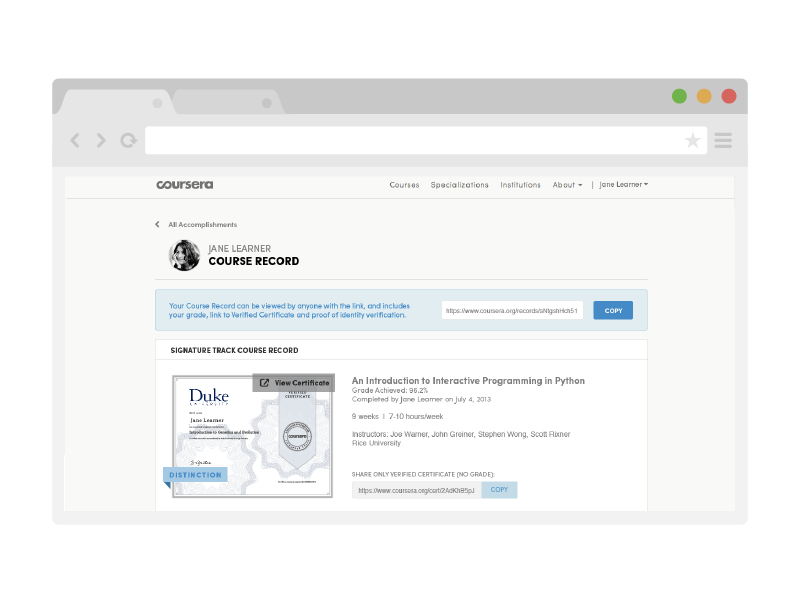 coursera
Courses Specializations Institutions About | Jane Learner
All Accomplishments
JANE LEARNER
COURSE RECORD
Your Course Record can be viewed by anyone with the link, and includes
your grade, link to Verified Certificate and proof of identity verification.
https://www.coursera.org/records/sNtgshHch51
COPY
SIGNATURE TRACK COURSE RECORD
View Certificate
Duke
UNIVERSITY
VERIFIED
CERTIFICATE
Jane Learner
Introduction to Genetics and Evolution
coursera
DISTINCTION
An Introduction to Interactive Programming in Python
Grade Achieved: 96.2%
Completed by Jane Learner on July 4, 2013
9 weeks | 7-10 hours/week
Instructors: Joe Warner, John Greiner, Stephen Wong, Scott Rixner
Rice University
SHARE ONLY VERIFIED CERTIFICATE (NO GRADE):
https://www.coursera.org/cert/2AdKhB5pJ
COPY